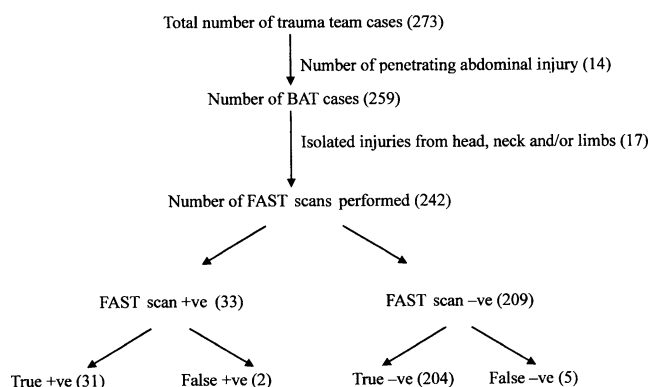 Total number of trauma team cases (273)
Number of penetrating abdominal injury (14)
Number of BAT cases (259)
Isolated injuries from head, neck and/or limbs (17)
Number of FAST scans performed (242)
FAST scan +ve (33)
FAST scan –ve (209)
True +ve (31)
False +ve (2)
True –ve (204)
False –ve (5)